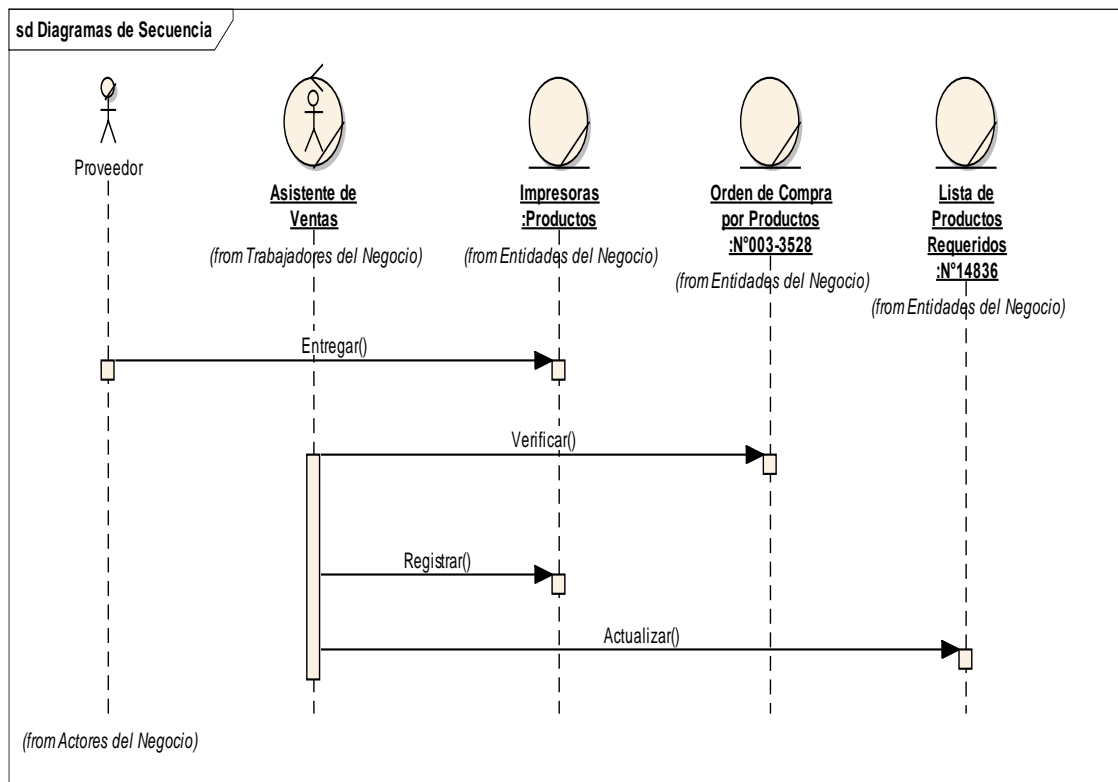 sd Diagramas de Secuencia
Proveedor
Asistente de
Ventas
(from Trabajadores del Negocio)
Impresoras
:Productos
(from Entidades del Negocio)
Orden de Compra
por Productos
:N°003-3528
(from Entidades del Negocio)
Lista de
Productos
Requeridos
:N°14836
(from Entidades del Negocio)
Entregar()
Verificar()
Registrar()
Actualizar()
(from Actores del Negocio)